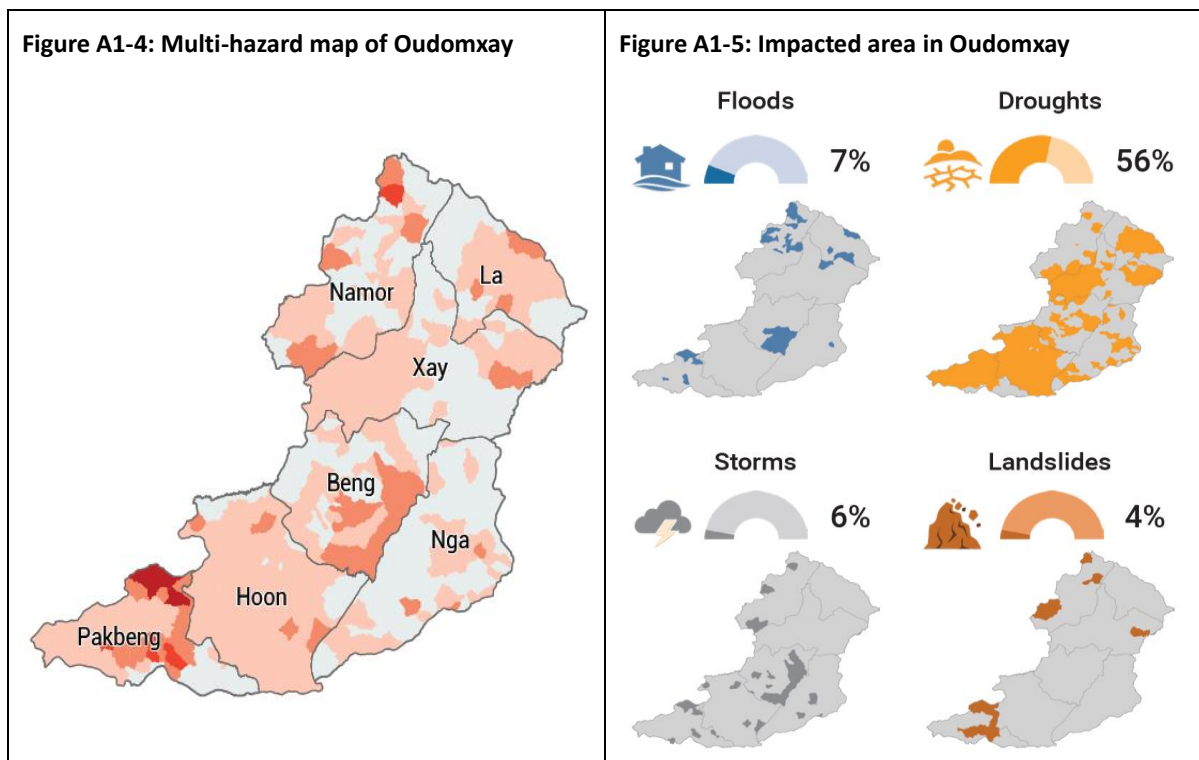 Figure A1-4: Multi-hazard map of Oudomxay
La
Namor
Xay
Beng
Nga
Hoon
Pakbeng
Figure A1-5: Impacted area in Oudomxay
Floods
7%
Droughts
56%
Storms
6%
Landslides
4%